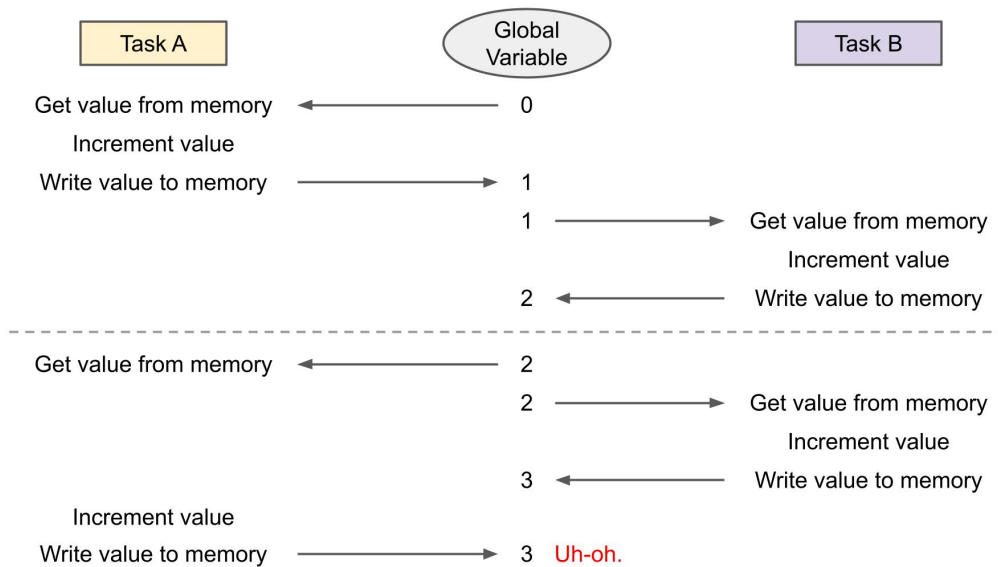 Task A
Global
Variable
Task B
Get value from memory
0
Increment value
Write value to memory
1
1
Get value from memory
Increment value
2
Write value to memory
Get value from memory
2
2
Get value from memory
Increment value
3
Write value to memory
Increment value
Write value to memory
3 Uh-oh.